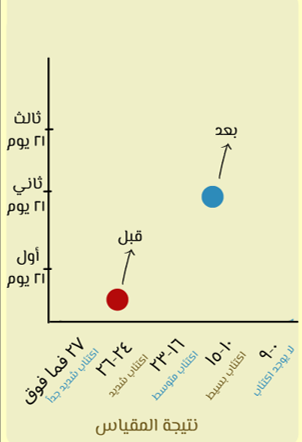 بعد
ثالث
٢١ يوم
ثاني
٢١ يوم
قبل
أول
٢١ يوم
٢٧ فما فوق
اكتئاب شديد جداً
٢٤-٢٦
اكتئاب شديد
١٦-٢٣
اكتئاب متوسط
١٠-١٥
اكتئاب بسيط
٠-٩
لا يوجد اكتئاب
نتيجة المقياس